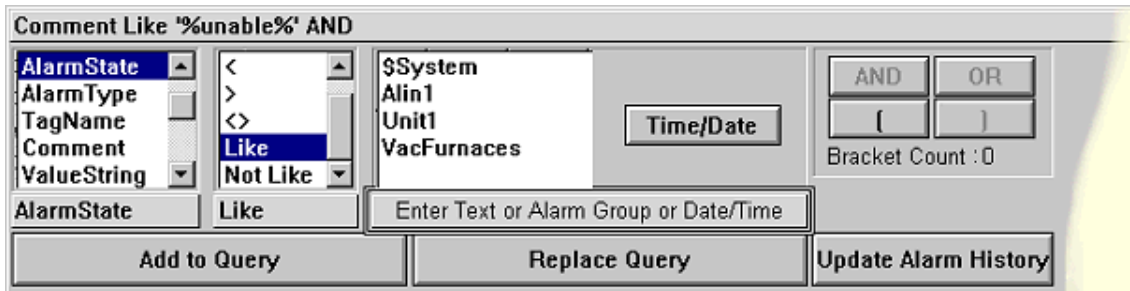 Comment Like '%unable%' AND
AlarmState
AlarmType
TagName
Comment
ValueString
AlarmState
<
>
<>
Like
Not Like
Like
$System
Alin1
Unit1
VacFurnaces
Time/Date
Enter Text or Alarm Group or Date/Time
AND OR
( )
Bracket Count :0
Add to Query Replace Query Update Alarm History